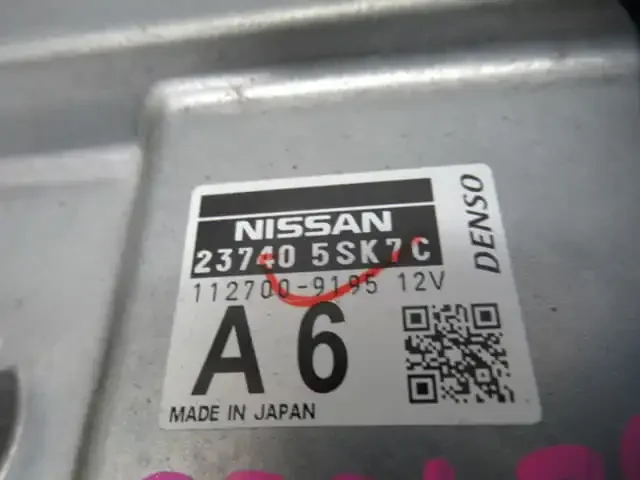 NISSAN
23740 5SK7C
112700-9195 12V
A6
MADE IN JAPAN
DENSO